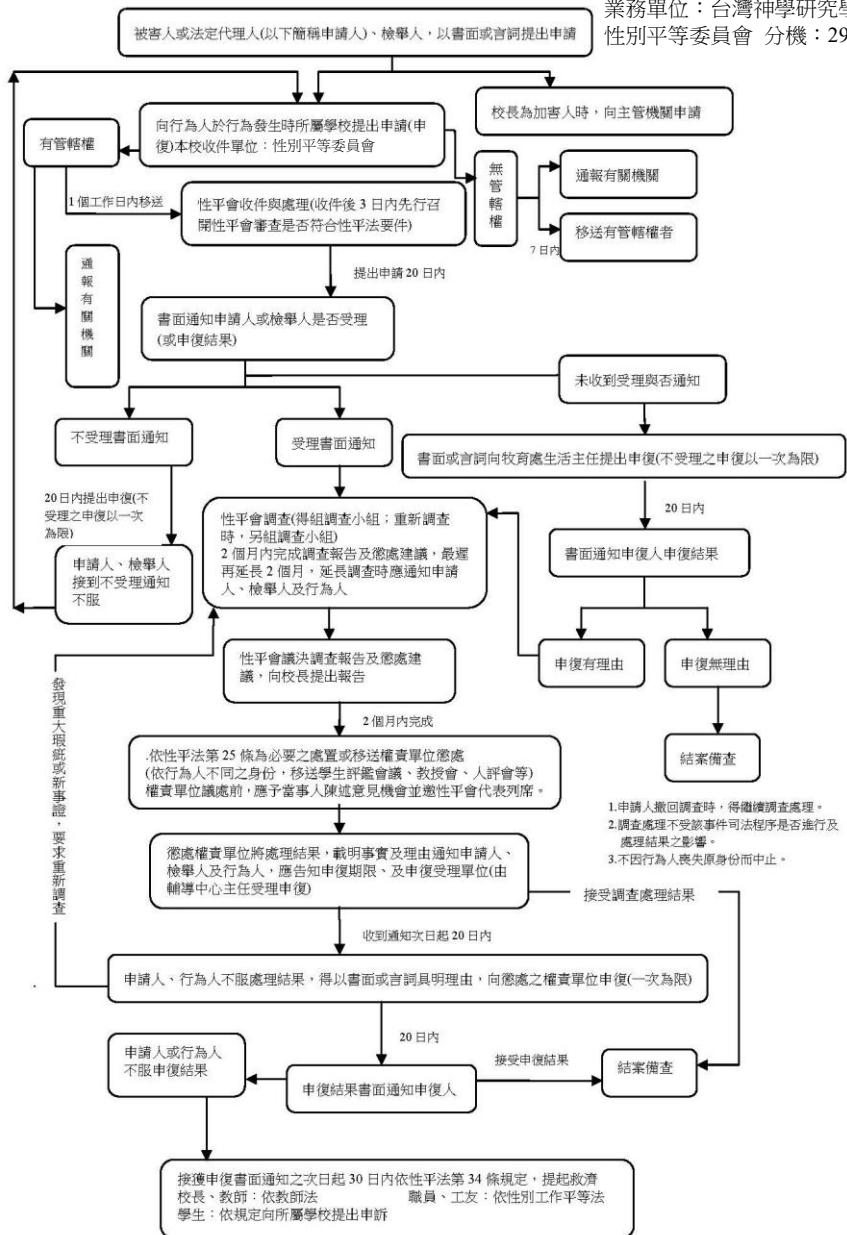 業務單位：台灣神學研究學
性別平等委員會 分機：29
被害人或法定代理人(以下簡稱申請人)、檢舉人，以書面或言詞提出申請
校長為加害人時，向主管機關申請
向行為人於行為發生時所屬學校提出申請(申
復)本校收件單位：性別平等委員會
有管轄權
無管轄權
通報有關機關
移送有管轄權者
7日內
1個工作日內移送
性平會收件與處理(收件後3日內先行召
開性平會審查是否符合性平法要件)
通報有關機關
提出申請20日內
書面通知申請人或檢舉人是否受理
(或申復結果)
未收到受理與否通知
不受理書面通知
受理書面通知
書面或言詞向牧育處生活主任提出申復(不受理之申復以一次為限)
20日內提出申復(不
受理之申復以一次
為限)
20日內
性平會調查(得組調查小組；重新調查
時，另組調查小組)
2個月內完成調查報告及懲處建議，最遲
再延長2個月，延長調查時應通知申請
人、檢舉人及行為人
書面通知申復人申復結果
申請人、檢舉人
接到不受理通知
不服
申復有理由
申復無理由
性平會議決調查報告及懲處建
議，向校長提出報告
發現重大瑕疵或新事證，要求重新調查
2個月內完成
結案備查
.依性平法第25條為必要之處置或移送權責單位懲處
(依行為人不同之身份，移送學生評鑑會議、教授會、人評會等)
權責單位議處前，應予當事人陳述意見機會並邀性平會代表列席。
1.申請人撤回調查時，得繼續調查處理。
2.調查處理不受該事件司法程序是否進行及
處理結果之影響。
3.不因行為人喪失原身份而中止。
懲處權責單位將處理結果，載明事實及理由通知申請人、
檢舉人及行為人，應告知申復期限、及申復受理單位(由
輔導中心主任受理申復)
接受調查處理結果
收到通知次日起20日內
申請人、行為人不服處理結果，得以書面或言詞具明理由，向懲處之權責單位申復(一次為限)
20日內
申請人或行為人
不服申復結果
申復結果書面通知申復人
接受申復結果
結案備查
接獲申復書面通知之次日起30日內依性平法第34條規定，提起救濟
校長、教師：依教師法 職員、工友：依性別工作平等法
學生：依規定向所屬學校提出申訴